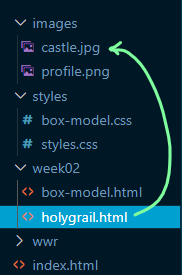 images
castle.jpg
profile.png
styles
# box-model.css
# styles.css
week02
<> box-model.html
<> holygrail.html
wwr
<> index.html